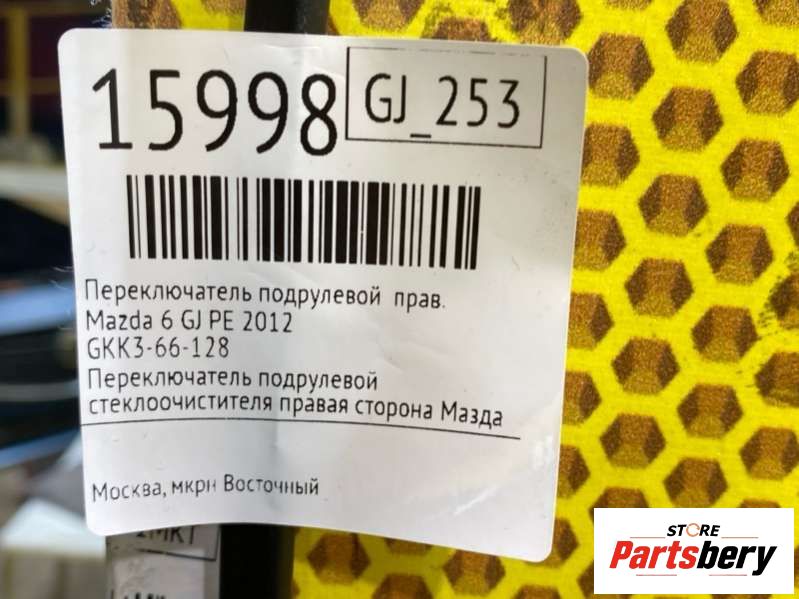 15998
GJ_253
Переключатель подрулевой прав.
Mazda 6 GJ PE 2012
GKK3-66-128
Переключатель подрулевой
стеклоочистителя правая сторона Мазда
Москва, мкрн Восточный
STORE
Partsbery